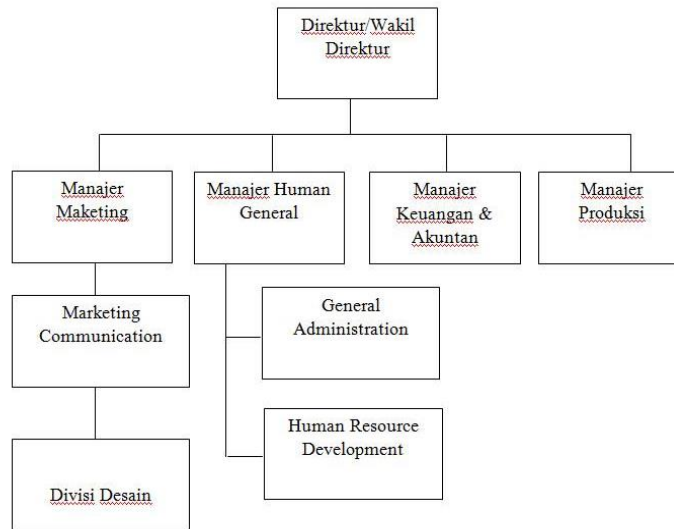 Direktur/Wakil
Direktur
Manajer
Maketing
Manajer Human
General
Manajer
Keuangan &
Akuntan
Manajer
Produksi
Marketing
Communication
General
Administration
Human Resource
Development
Divisi Desain